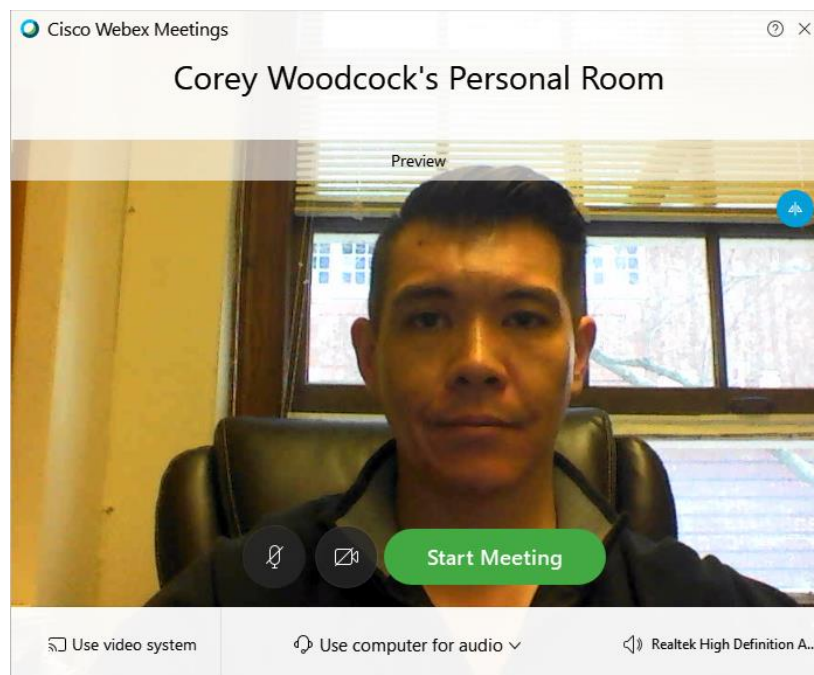 Cisco Webex Meetings
Corey Woodcock's Personal Room
Preview
Start Meeting
Use video system
Use computer for audio
Realtek High Definition A...